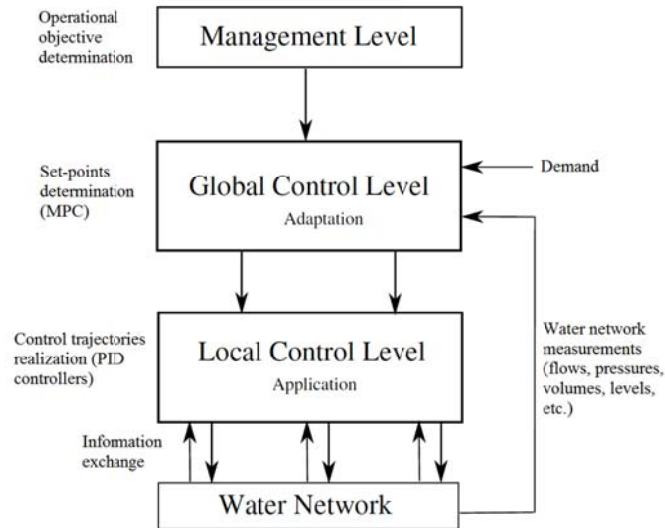 Operational
objective
determination
Management Level
Set-points
determination
(MPC)
Global Control Level
Adaptation
Demand
Control trajectories
realization (PID
controllers)
Local Control Level
Application
Water network
measurements
(flows, pressures,
volumes, levels,
etc.)
Information
exchange
Water Network